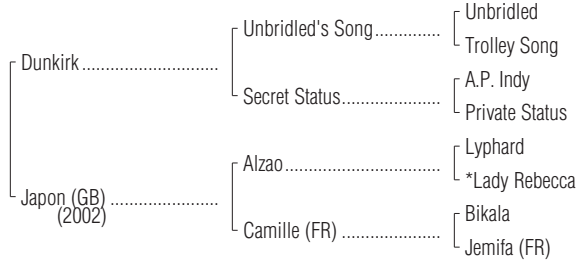 Unbridled
Unbridled's Song..............
Trolley Song
Dunkirk..............................
A.P. Indy
Secret Status.....................
Private Status
Lyphard
Alzao..................................
*Lady Rebecca
Japon (GB) .......................
(2002)
Bikala
Camille (FR) .....................
Jemifa (FR)